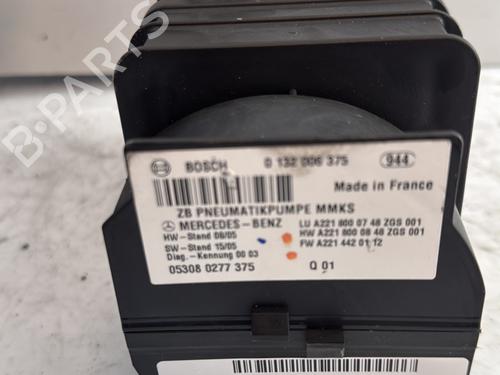 BOSCH 0 132 006 375 944
Made in France
ZB PNEUMATIKPUMPE MMKS
MERCEDES-BENZ LU A221 800 07 48 ZGS 001
HW-Stand 08/05 HW A221 800 08 48 ZGS 001
SW-Stand 15/05 FW A221 442 01 12
Diag.-Kennung 00 03
05308 0277 375 Q 01
B-PARTS